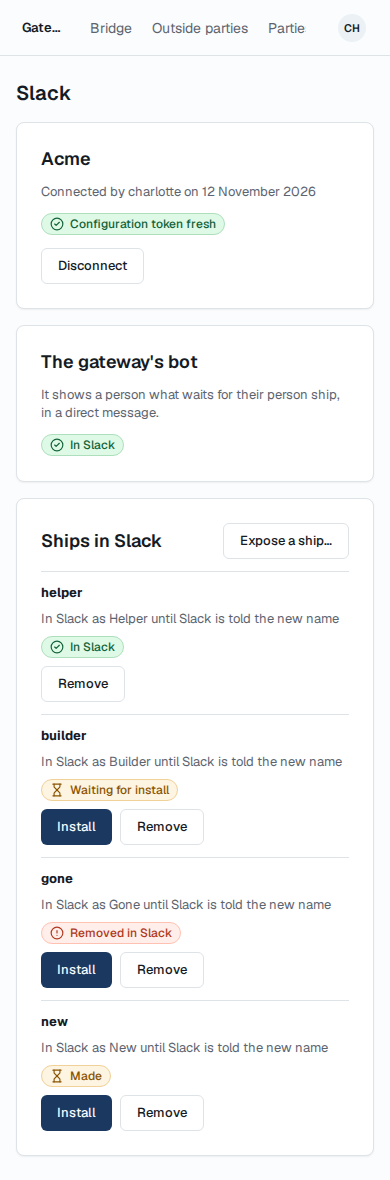 Gate... Bridge Outside parties Partie CH
Slack
Acme
Connected by charlotte on 12 November 2026
Configuration token fresh
Disconnect
The gateway's bot
It shows a person what waits for their person ship,
in a direct message.
In Slack
Ships in Slack Expose a ship...
helper
In Slack as Helper until Slack is told the new name
In Slack
Remove
builder
In Slack as Builder until Slack is told the new name
Waiting for install
Install Remove
gone
In Slack as Gone until Slack is told the new name
Removed in Slack
Install Remove
new
In Slack as New until Slack is told the new name
Made
Install Remove